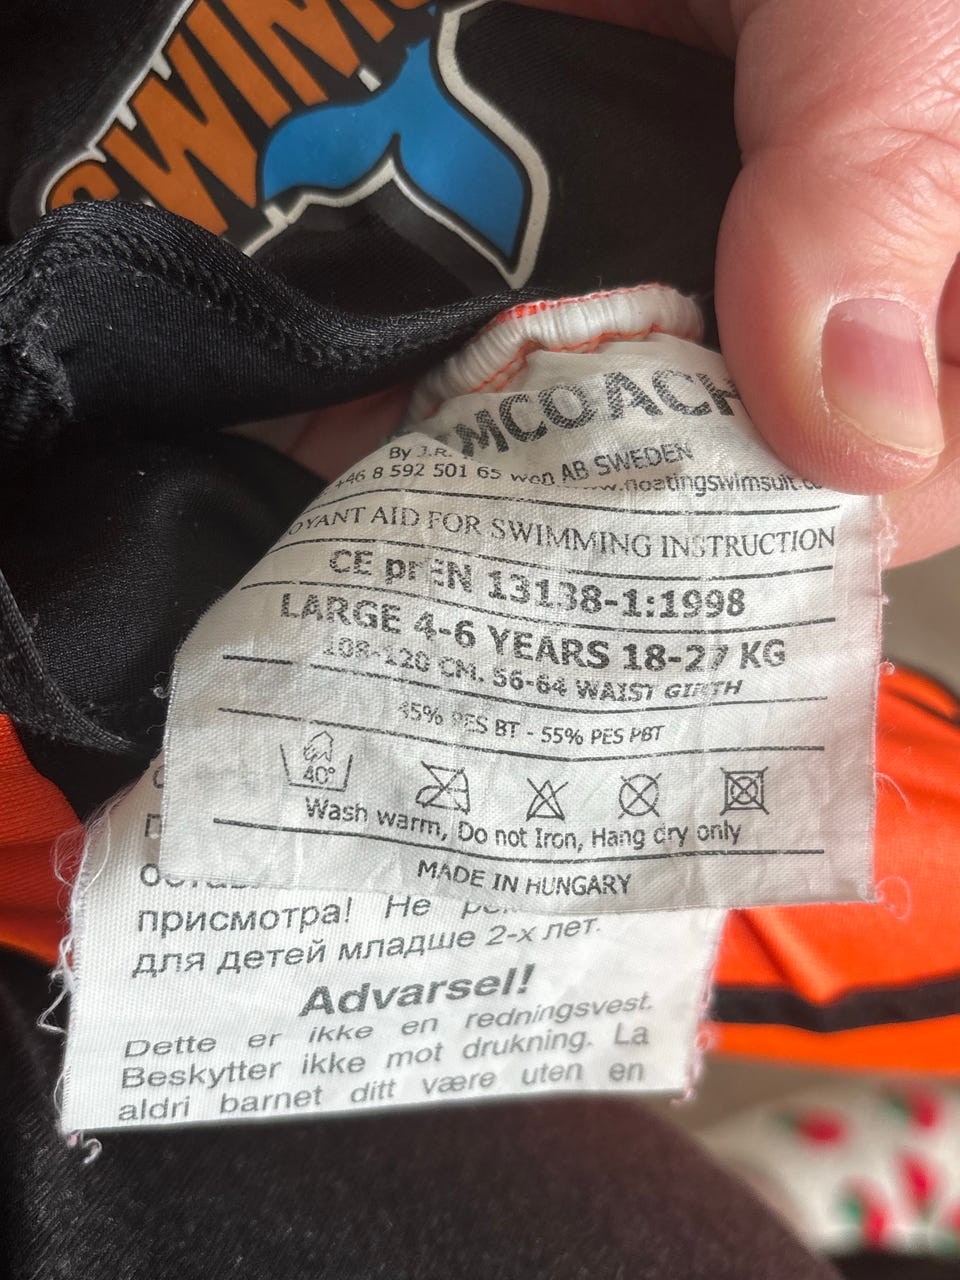 SWIM
MCOACH
By J.R. AB SWEDEN
+46 8 592 501 65
OYANT AID FOR SWIMMING INSTRUCTION
CE prEN 13138-1:1998
LARGE 4-6 YEARS 18-27 KG
108-120 CM. 56-64 WAIST GIRTH
45% PES BT - 55% PES PBT
40°
Wash warm, Do not Iron, Hang dry only
MADE IN HUNGARY
присмотра! Не
для детей младше 2-х лет.
Advarsel!
Dette er ikke en redningsvest.
Beskytter ikke mot drukning. La
aldri barnet ditt være uten en